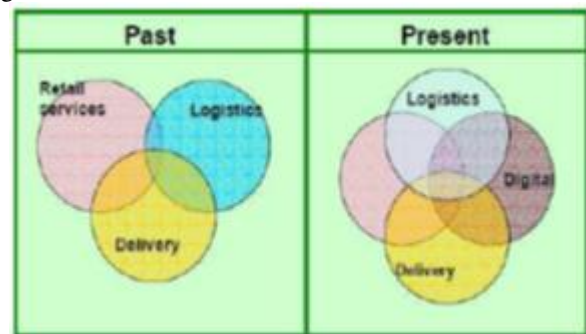 Past
Present
Retail
services
Logistics
Delivery
Logistics
Digital
Delivery